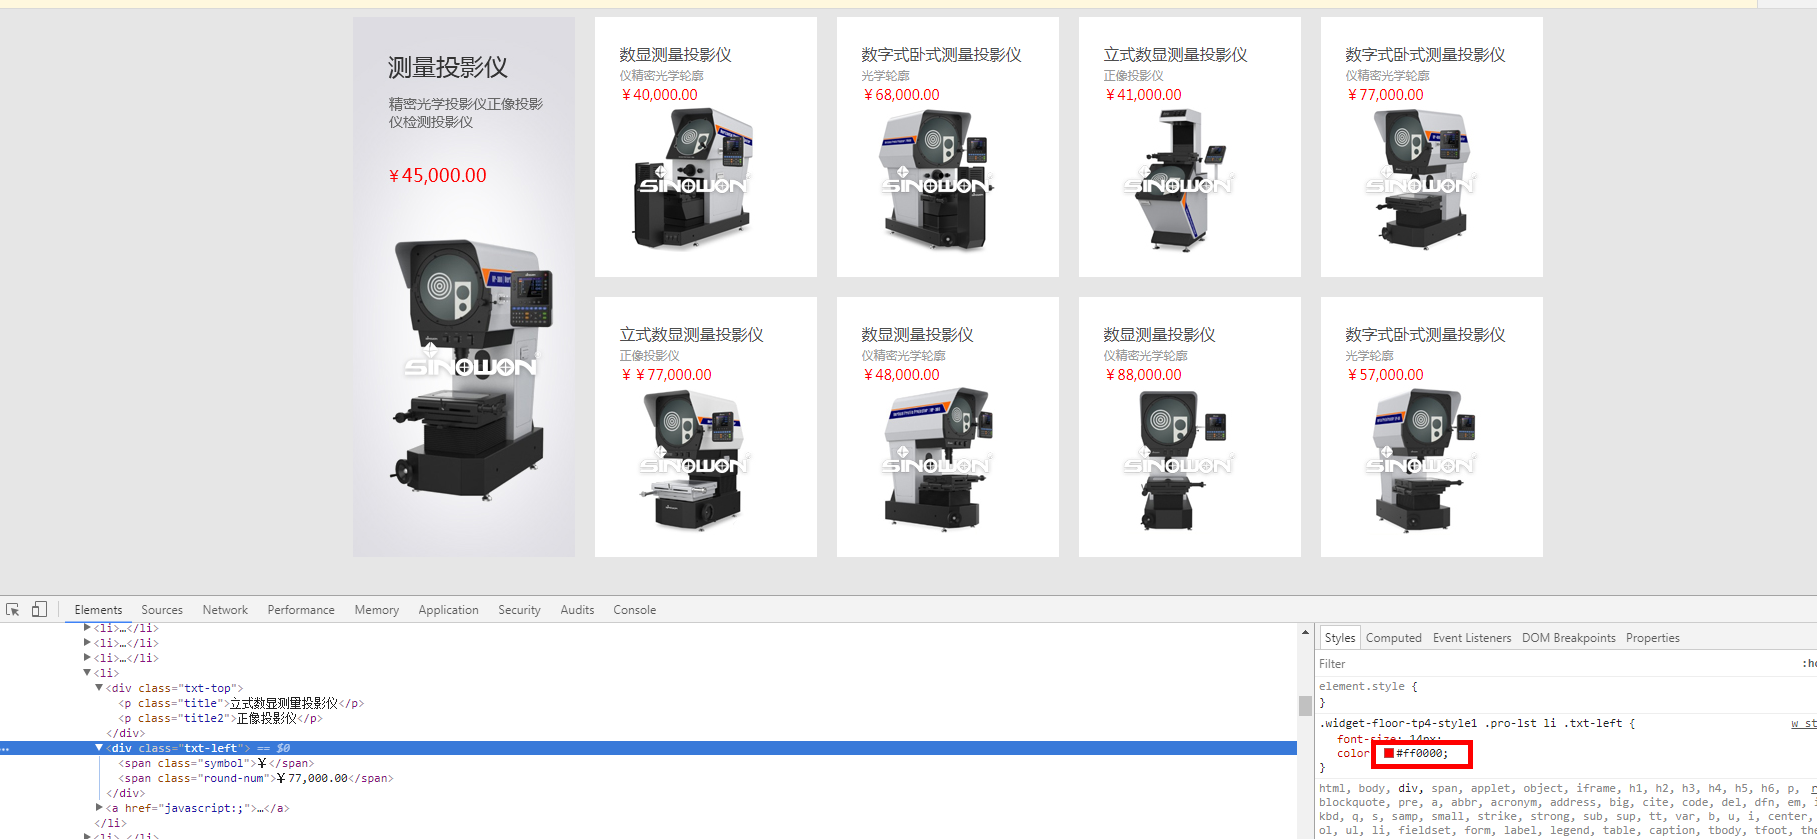 测量投影仪
精密光学投影仪正像投影
仪检测投影仪
￥45,000.00
数显测量投影仪
仪精密光学轮廓
￥40,000.00
SINOWON
数字式卧式测量投影仪
光学轮廓
￥68,000.00
SINOWON
立式数显测量投影仪
正像投影仪
￥41,000.00
SINOWON
数字式卧式测量投影仪
仪精密光学轮廓
￥77,000.00
SINOWON
SINOWON
立式数显测量投影仪
正像投影仪
￥￥77,000.00
SINOWON
数显测量投影仪
仪精密光学轮廓
￥48,000.00
SINOWON
数显测量投影仪
仪精密光学轮廓
￥88,000.00
SINOWON
数字式卧式测量投影仪
光学轮廓
￥57,000.00
SINOWON
Elements Sources Network Performance Memory Application Security Audits Console
<li>…</li>
<li>…</li>
<li>…</li>
<li>
<div class="txt-top">
<p class="title">立式数显测量投影仪</p>
<p class="title2">正像投影仪</p>
</div>
… <div class="txt-left"> == $0
<span class="symbol">￥</span>
<span class="round-num">￥77,000.00</span>
</div>
<a href="javascript:;">…</a>
</li>
<li>…</li>
Styles Computed Event Listeners DOM Breakpoints Properties
Filter :ho
element.style {
}
.widget-floor-tp4-style1 .pro-lst li .txt-left { w_st
font-size: 14px;
color #ff0000;
}
html, body, div, span, applet, object, iframe, h1, h2, h3, h4, h5, h6, p,
blockquote, pre, a, abbr, acronym, address, big, cite, code, del, dfn, em, i
kbd, q, s, samp, small, strike, strong, sub, sup, tt, var, b, u, i, center,
ol, ul, li, fieldset, form, label, legend, table, caption, tbody, tfoot, the